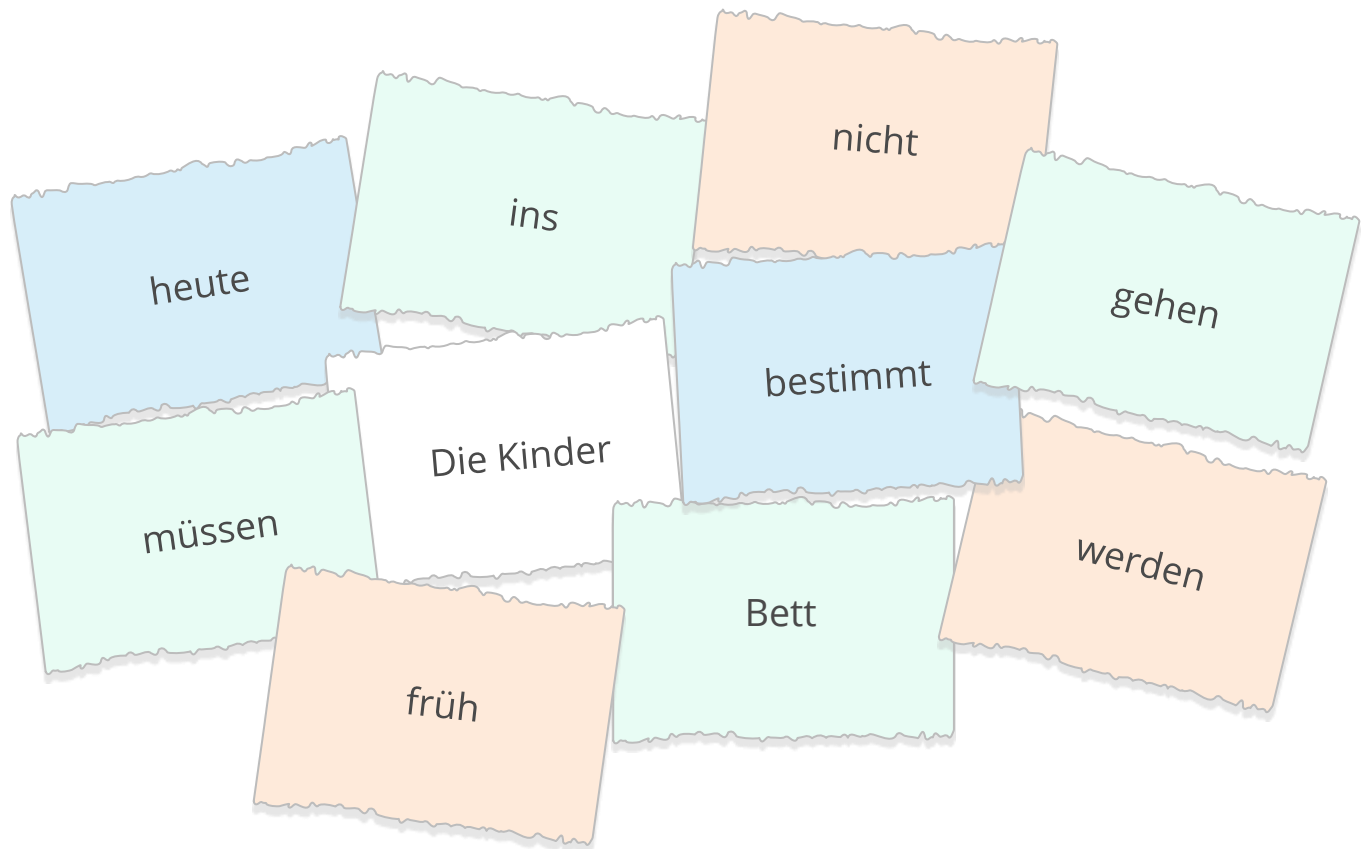 nicht
ins
heute
gehen
bestimmt
Die Kinder
müssen
werden
Bett
früh